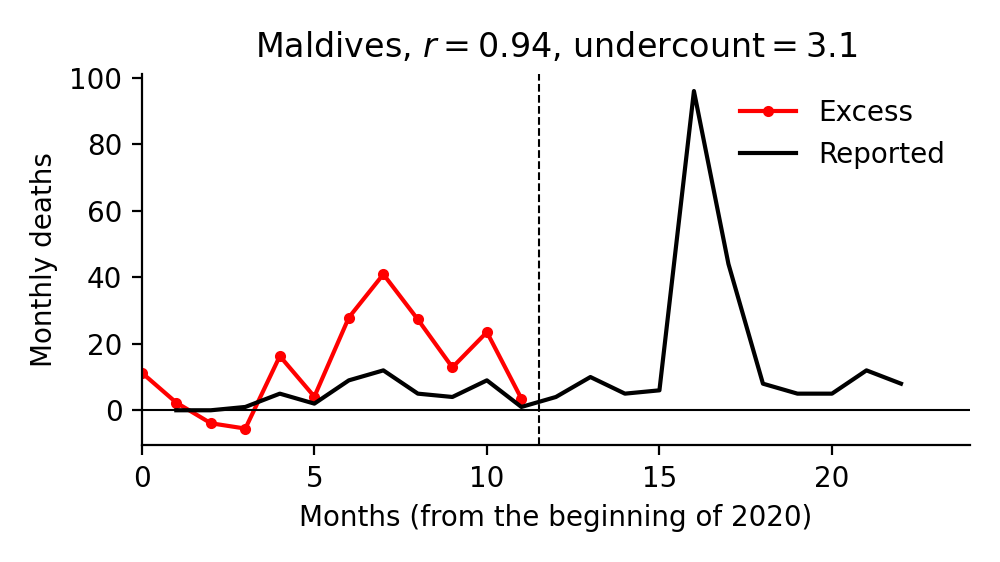 Maldives, r = 0.94, undercount = 3.1
100
80
60
40
20
0
Monthly deaths
Excess
Reported
0 5 10 15 20
Months (from the beginning of 2020)